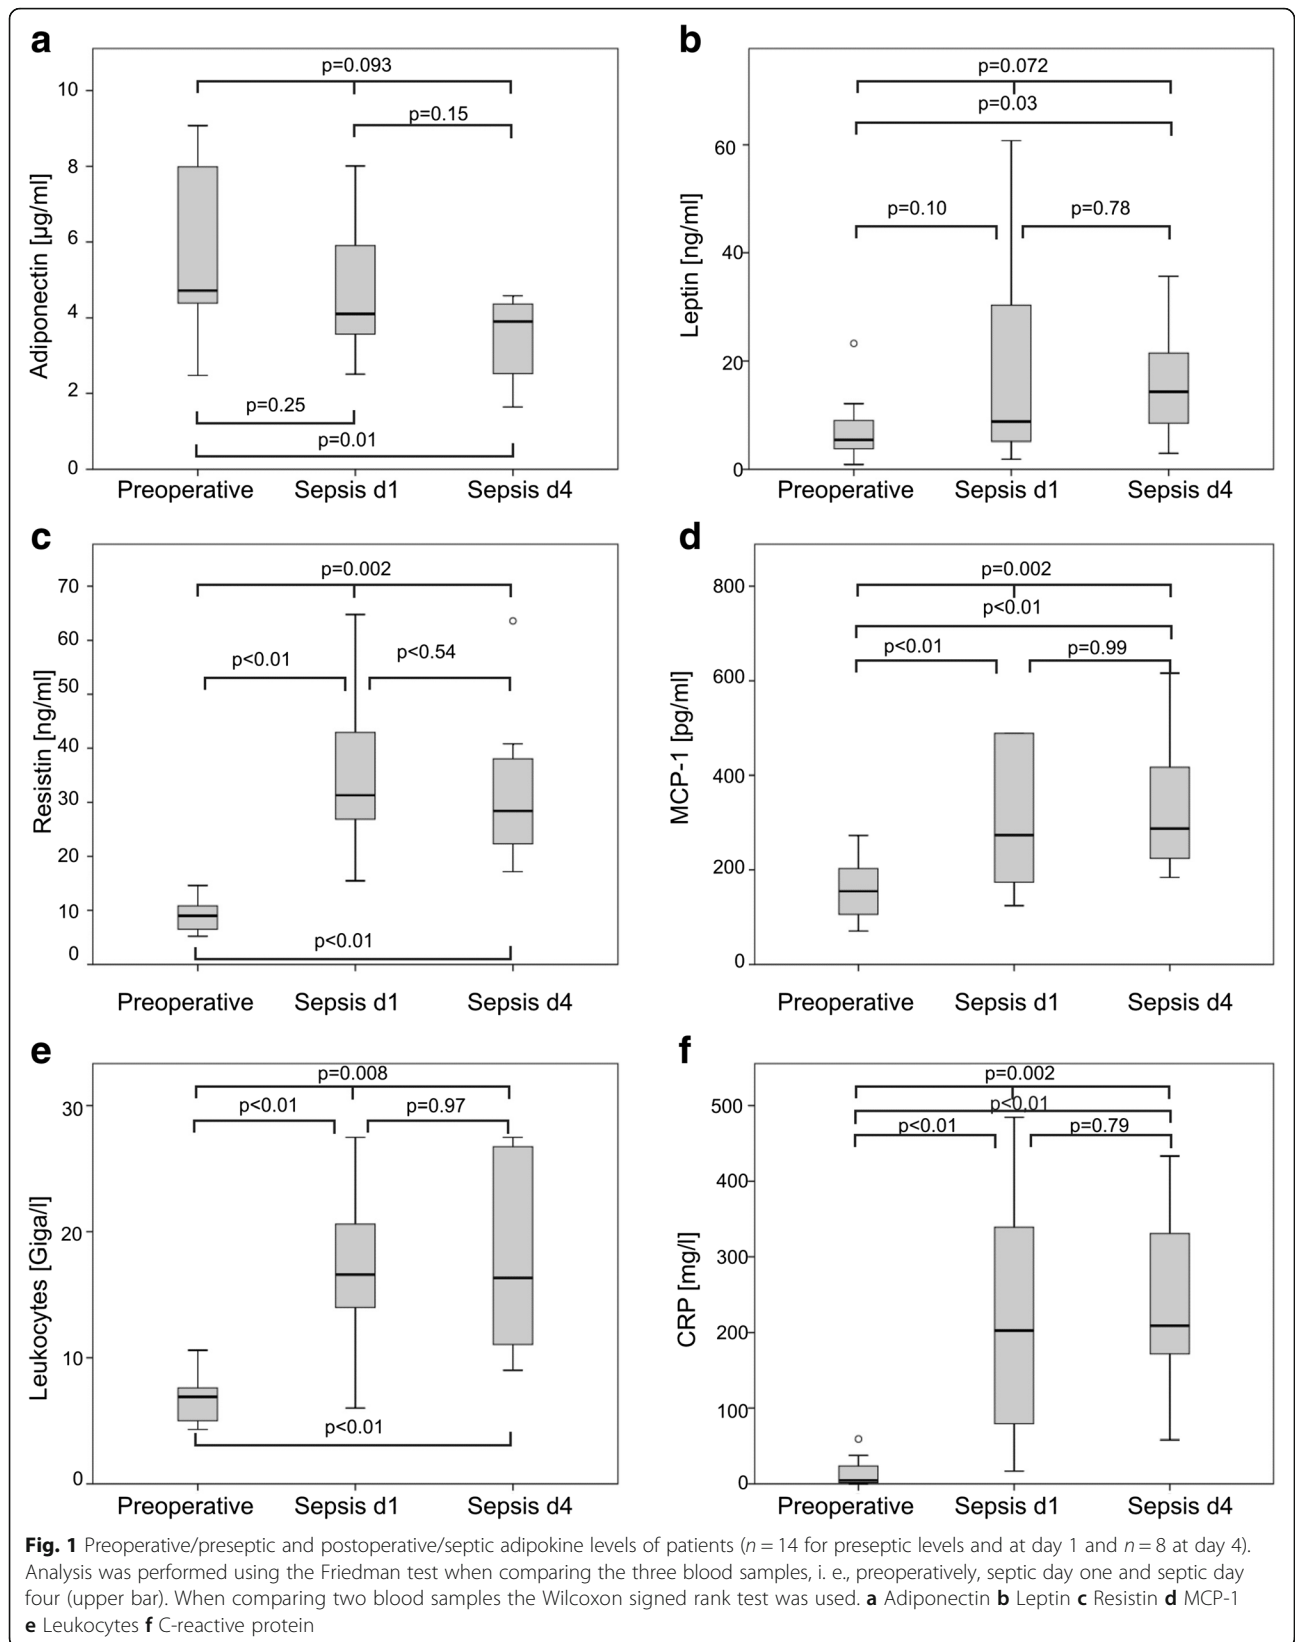 a
p=0.093
p=0.15
10
8
6
4
2
0
Adiponectin [µg/ml]
p=0.25
p=0.01
Preoperative Sepsis d1 Sepsis d4
b
p=0.072
p=0.03
p=0.10 p=0.78
60
40
20
0
Leptin [ng/ml]
Preoperative Sepsis d1 Sepsis d4
c
p=0.002
p<0.01 p<0.54
70
60
50
40
30
20
10
0
Resistin [ng/ml]
p<0.01
Preoperative Sepsis d1 Sepsis d4
d
p=0.002
p<0.01
p<0.01 p=0.99
800
600
400
200
0
MCP-1 [pg/ml]
Preoperative Sepsis d1 Sepsis d4
e
p=0.008
p<0.01 p=0.97
30
20
10
0
Leukocytes [Giga/l]
p<0.01
Preoperative Sepsis d1 Sepsis d4
f
p=0.002
p<0.01
p<0.01 p=0.79
500
400
300
200
100
0
CRP [mg/l]
Preoperative Sepsis d1 Sepsis d4
Fig. 1 Preoperative/preseptic and postoperative/septic adipokine levels of patients (n = 14 for preseptic levels and at day 1 and n = 8 at day 4).
Analysis was performed using the Friedman test when comparing the three blood samples, i. e., preoperatively, septic day one and septic day
four (upper bar). When comparing two blood samples the Wilcoxon signed rank test was used. a Adiponectin b Leptin c Resistin d MCP-1
e Leukocytes f C-reactive protein